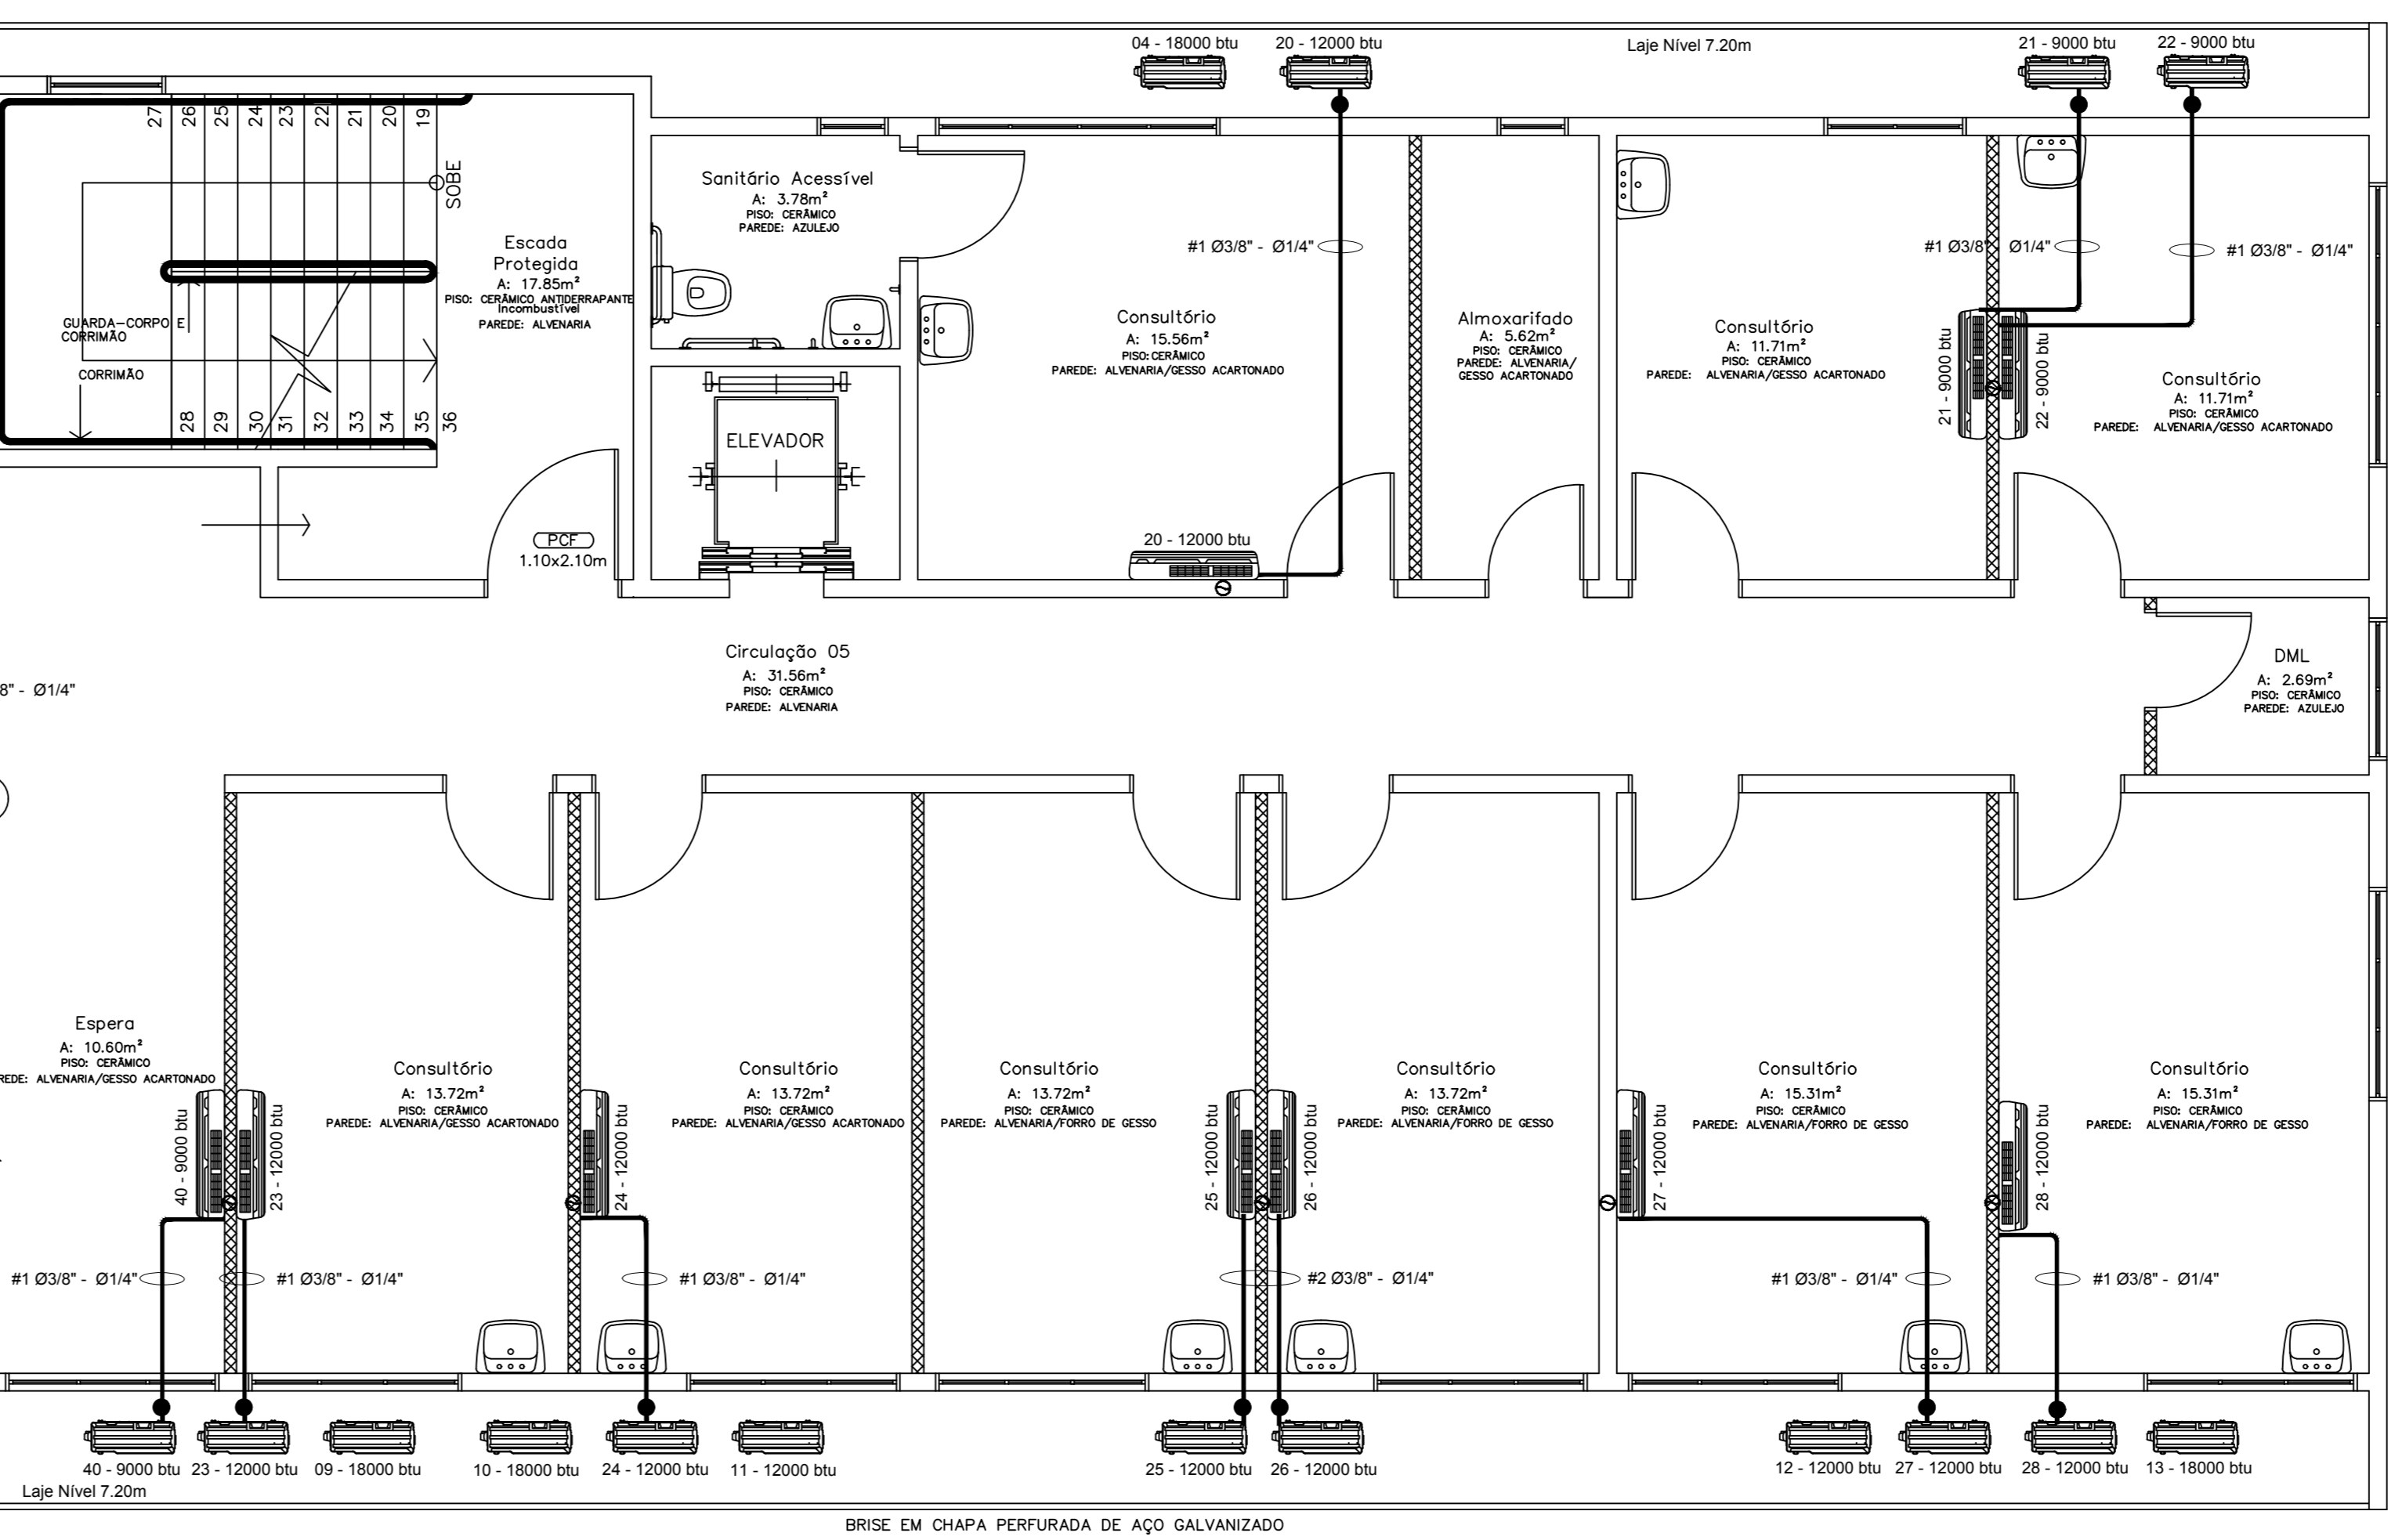 04 - 18000 btu
20 - 12000 btu
Laje Nível 7.20m
21 - 9000 btu
22 - 9000 btu
27
26
25
24
23
22
21
20
19
SOBE
Sanitário Acessível
A: 3.78m²
PISO: CERÂMICO
PAREDE: AZULEJO
Escada
Protegida
A: 17.85m²
PISO: CERÂMICO ANTIDERRAPANTE
Incombustível
PAREDE: ALVENARIA
GUARDA-CORPO E
CORRIMÃO
CORRIMÃO
28
29
30
31
32
33
34
35
36
ELEVADOR
PCF
1.10x2.10m
#1 Ø3/8" - Ø1/4"
Consultório
A: 15.56m²
PISO: CERÂMICO
PAREDE: ALVENARIA/GESSO ACARTONADO
20 - 12000 btu
Almoxarifado
A: 5.62m²
PISO: CERÂMICO
PAREDE: ALVENARIA/
GESSO ACARTONADO
#1 Ø3/8" - Ø1/4"
Consultório
A: 11.71m²
PISO: CERÂMICO
PAREDE: ALVENARIA/GESSO ACARTONADO
21 - 9000 btu
22 - 9000 btu
#1 Ø3/8" - Ø1/4"
Consultório
A: 11.71m²
PISO: CERÂMICO
PAREDE: ALVENARIA/GESSO ACARTONADO
8" - Ø1/4"
Circulação 05
A: 31.56m²
PISO: CERÂMICO
PAREDE: ALVENARIA
DML
A: 2.69m²
PISO: CERÂMICO
PAREDE: AZULEJO
Espera
A: 10.60m²
PISO: CERÂMICO
REDE: ALVENARIA/GESSO ACARTONADO
40 - 9000 btu
23 - 12000 btu
Consultório
A: 13.72m²
PISO: CERÂMICO
PAREDE: ALVENARIA/GESSO ACARTONADO
24 - 12000 btu
Consultório
A: 13.72m²
PISO: CERÂMICO
PAREDE: ALVENARIA/GESSO ACARTONADO
Consultório
A: 13.72m²
PISO: CERÂMICO
PAREDE: ALVENARIA/FORRO DE GESSO
25 - 12000 btu
26 - 12000 btu
Consultório
A: 13.72m²
PISO: CERÂMICO
PAREDE: ALVENARIA/FORRO DE GESSO
27 - 12000 btu
Consultório
A: 15.31m²
PISO: CERÂMICO
PAREDE: ALVENARIA/FORRO DE GESSO
28 - 12000 btu
Consultório
A: 15.31m²
PISO: CERÂMICO
PAREDE: ALVENARIA/FORRO DE GESSO
#1 Ø3/8" - Ø1/4"
#1 Ø3/8" - Ø1/4"
#1 Ø3/8" - Ø1/4"
#2 Ø3/8" - Ø1/4"
#1 Ø3/8" - Ø1/4"
#1 Ø3/8" - Ø1/4"
40 - 9000 btu
23 - 12000 btu
09 - 18000 btu
10 - 18000 btu
24 - 12000 btu
11 - 12000 btu
25 - 12000 btu
26 - 12000 btu
12 - 12000 btu
27 - 12000 btu
28 - 12000 btu
13 - 18000 btu
Laje Nível 7.20m
BRISE EM CHAPA PERFURADA DE AÇO GALVANIZADO